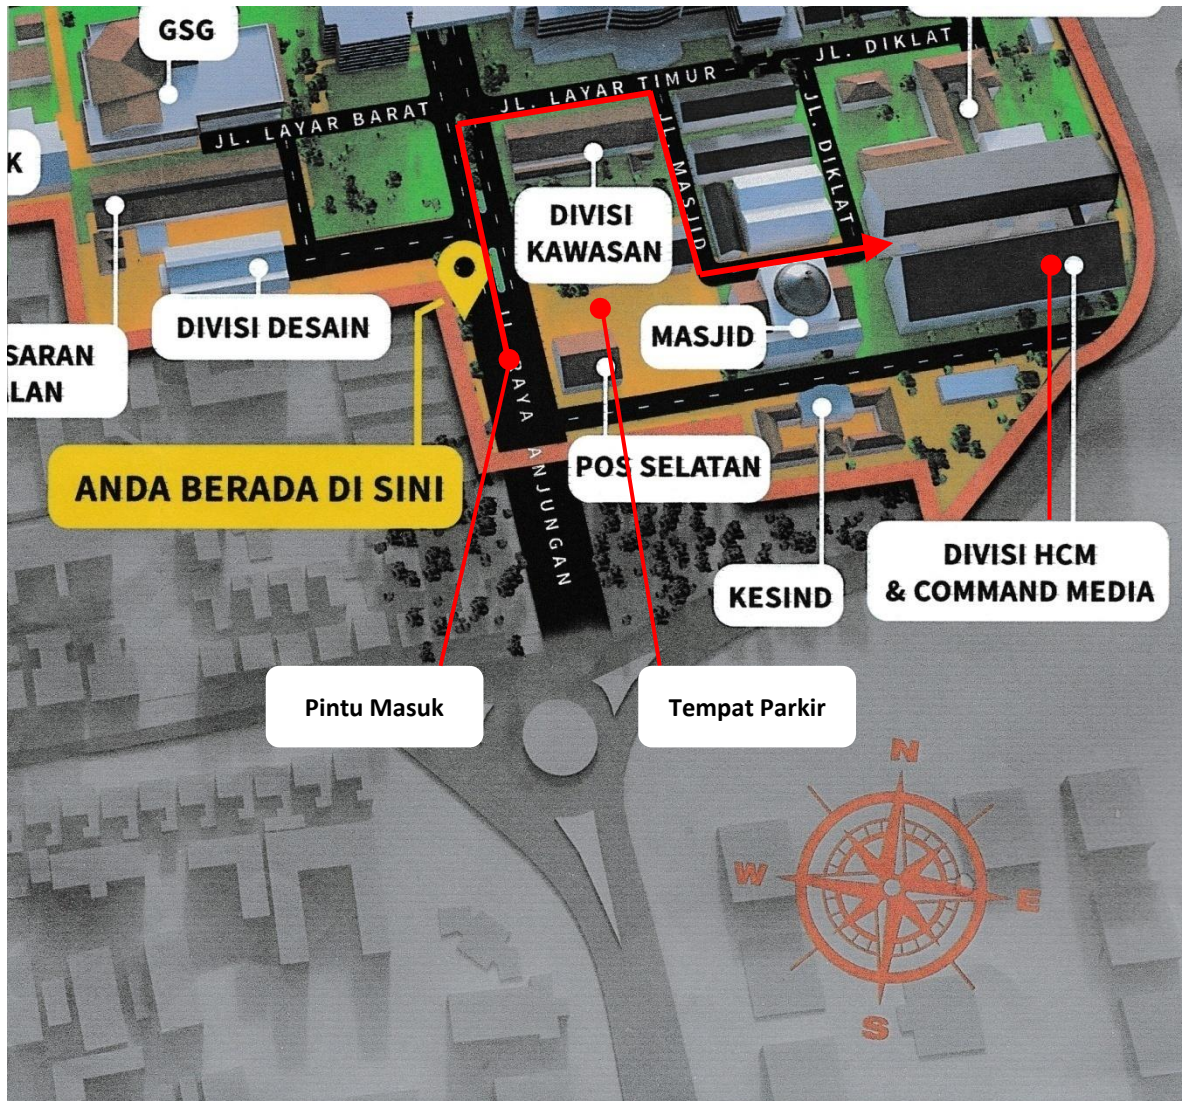 GSG
JL. DIKLAT
JL. LAYAR TIMUR
JL. LAYAR BARAT
JL. MASJID
JL. DIKLAT
K
DIVISI
KAWASAN
DIVISI DESAIN
MASJID
SARAN
LAN
JL. RAYA ANJUNGAN
ANDA BERADA DI SINI
POS SELATAN
KESIND
DIVISI HCM
& COMMAND MEDIA
Pintu Masuk
Tempat Parkir
N
W
E
S